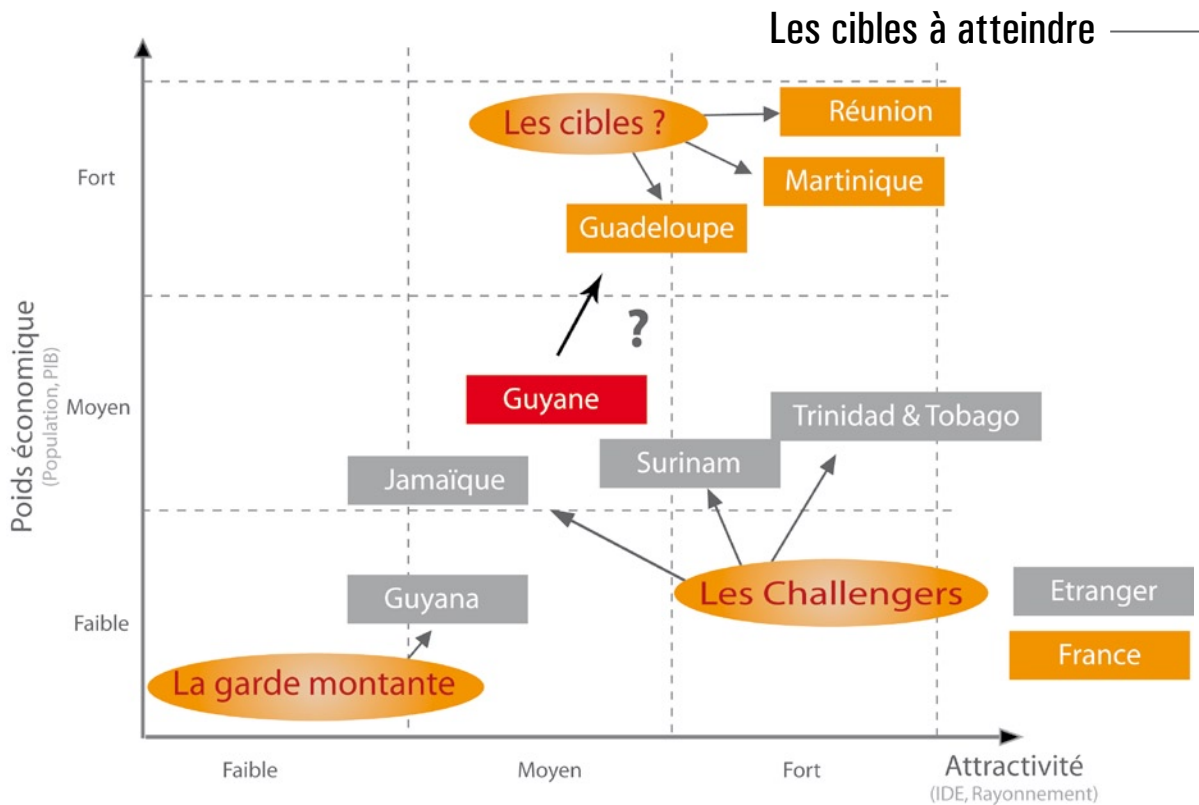 Les cibles à atteindre
Les cibles ?
Réunion
Martinique
Guadeloupe
Fort
?
Poids économique
(Population, PIB)
Moyen
Guyane
Trinidad & Tobago
Surinam
Jamaïque
Guyana
Les Challengers
Etranger
Faible
France
La garde montante
Faible
Moyen
Fort
Attractivité
(IDE, Rayonnement)